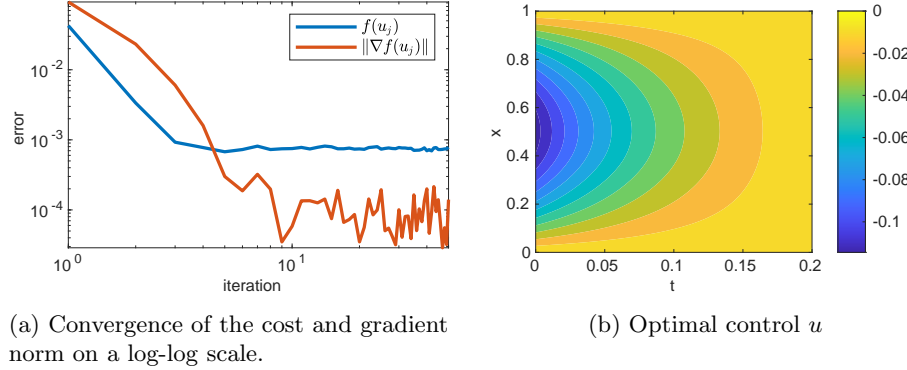 f(u_j)
‖∇f(u_j)‖
10^-2
10^-3
10^-4
error
10^0
10^1
iteration
(a) Convergence of the cost and gradient
norm on a log-log scale.
1
0.8
0.6
0.4
0.2
0
x
0
0.05
0.1
0.15
0.2
t
0
-0.02
-0.04
-0.06
-0.08
-0.1
(b) Optimal control u